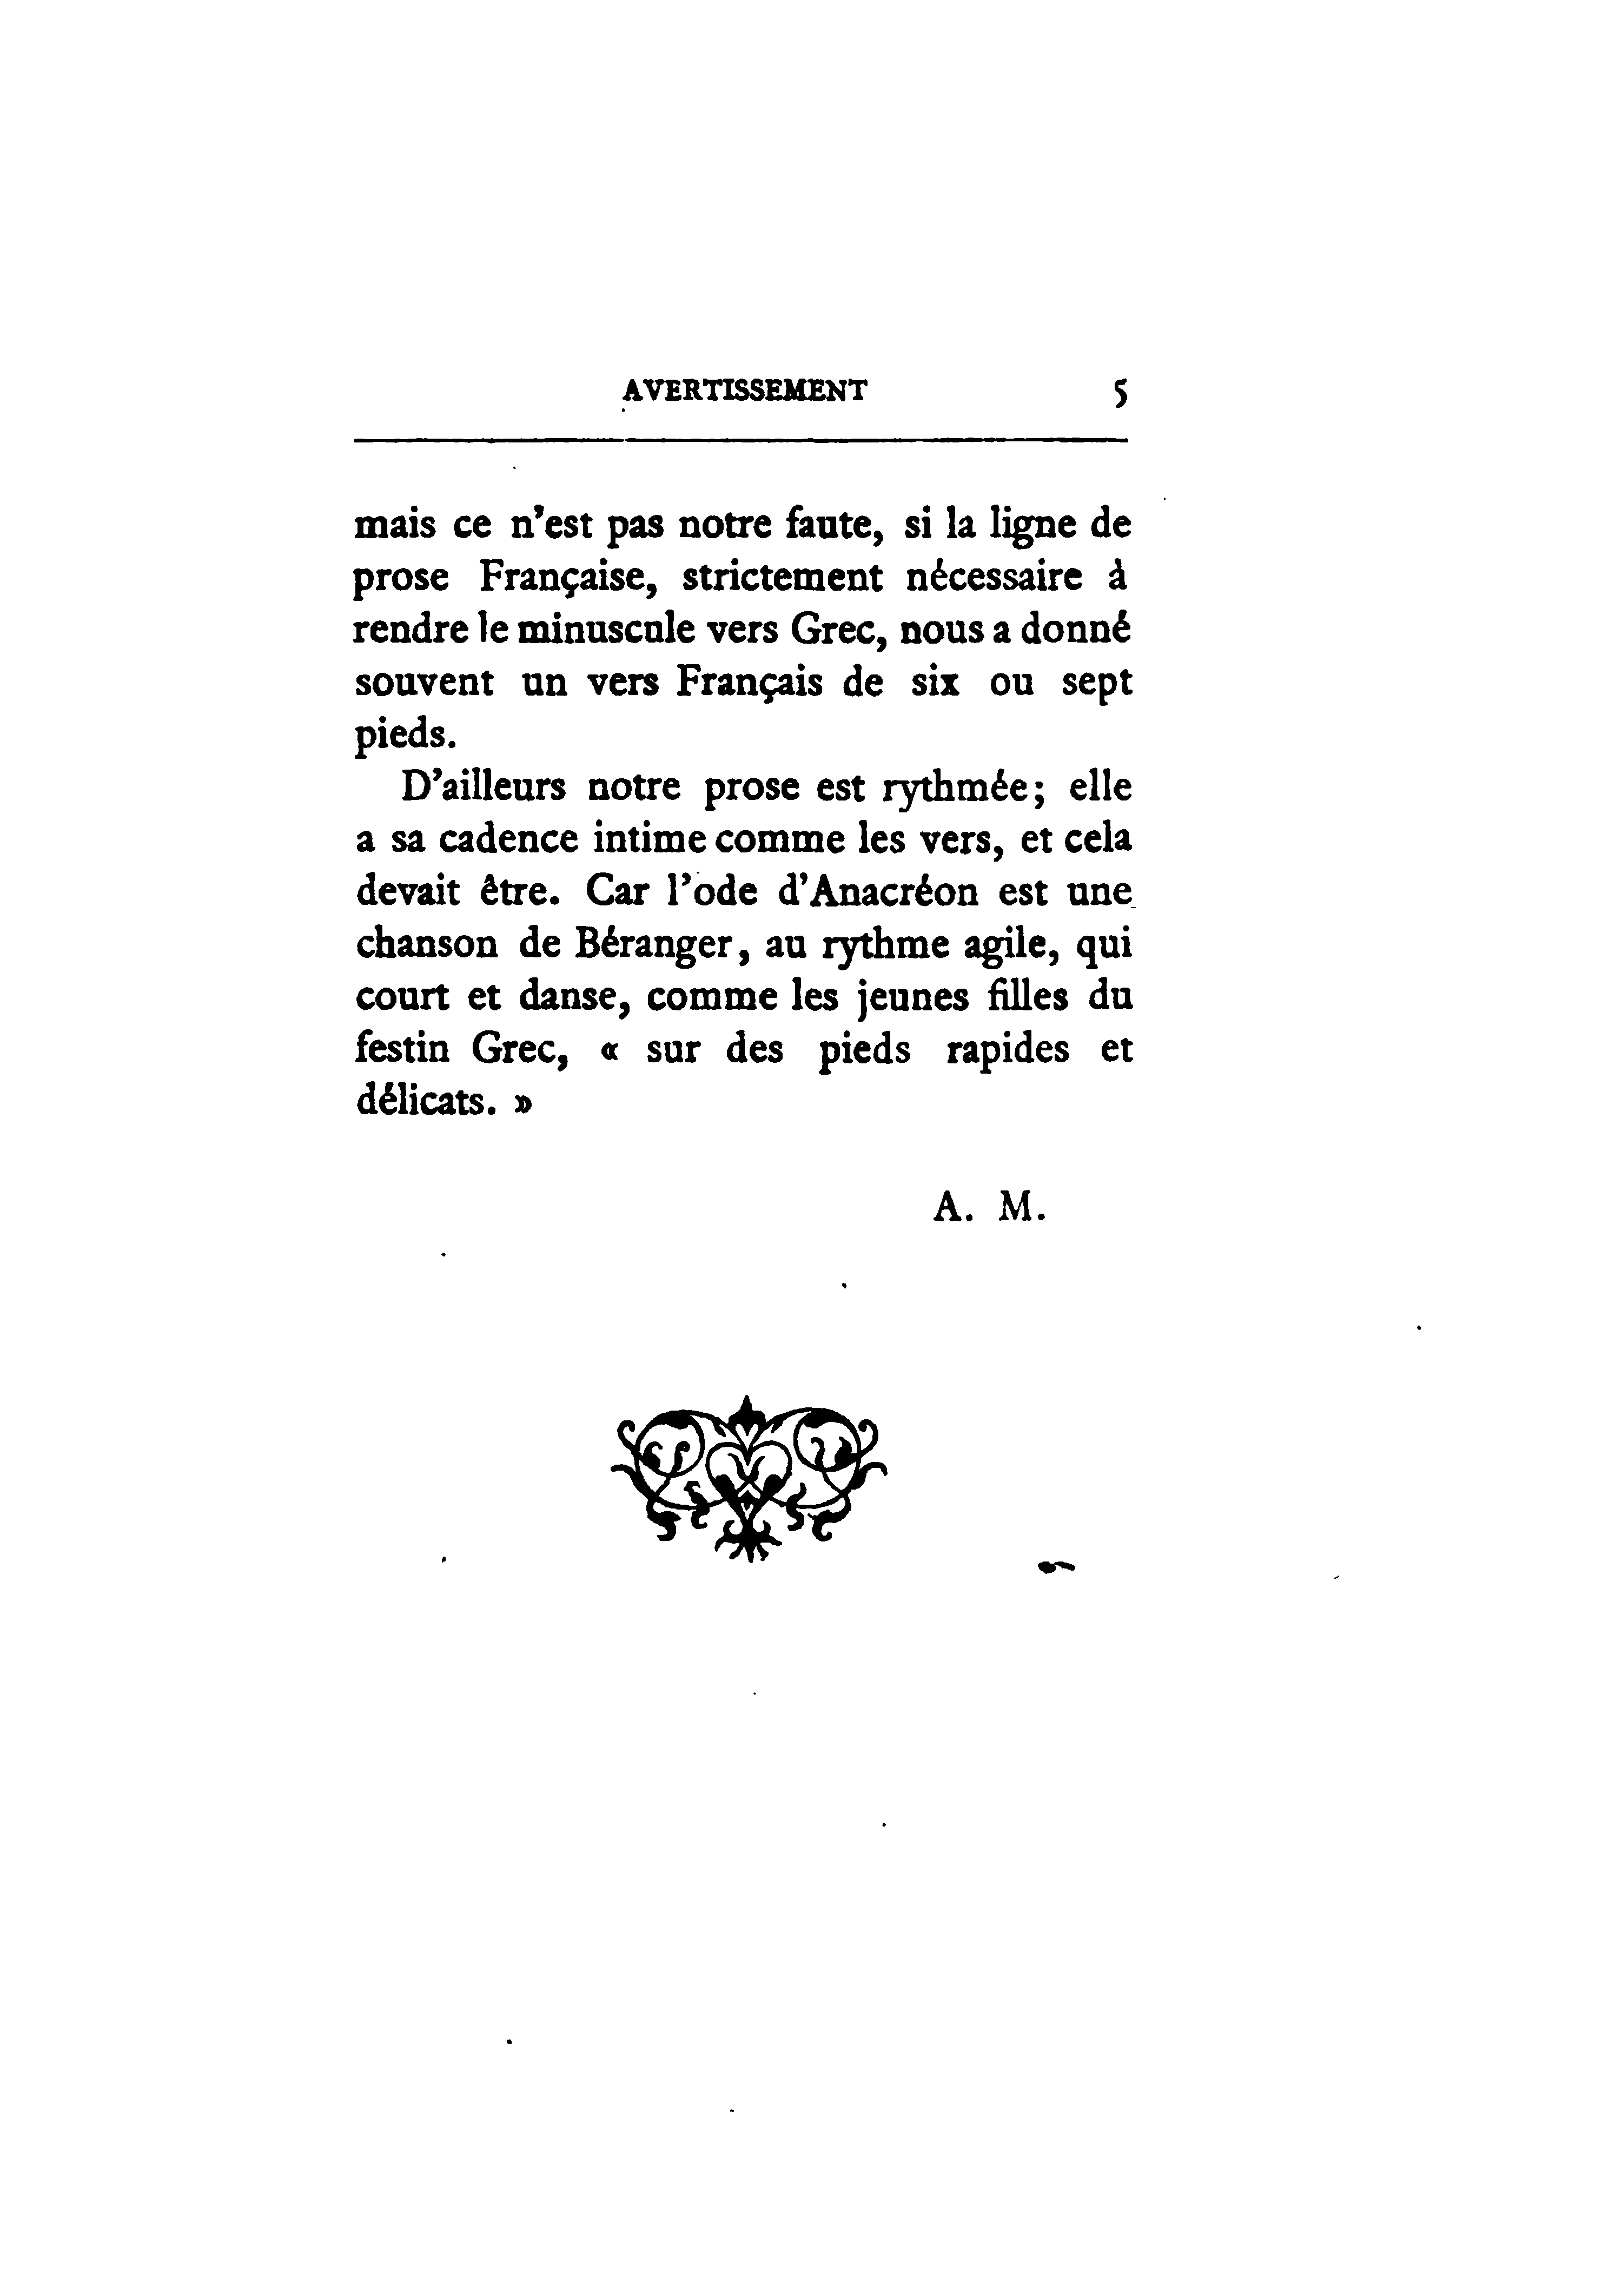 AVERTISSEMENT 5
mais ce n'est pas notre faute, si la ligne de
prose Française, strictement nécessaire à
rendre le minuscule vers Grec, nous a donné
souvent un vers Français de six ou sept
pieds.
D'ailleurs notre prose est rythmée; elle
a sa cadence intime comme les vers, et cela
devait être. Car l'ode d'Anacréon est une
chanson de Béranger, au rythme agile, qui
court et danse, comme les jeunes filles du
festin Grec, « sur des pieds rapides et
délicats. »
A. M.